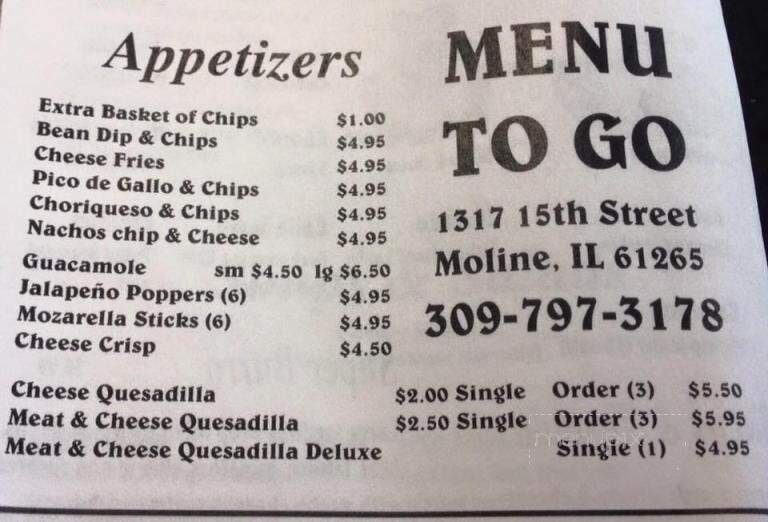 Appetizers
Extra Basket of Chips $1.00
Bean Dip & Chips $4.95
Cheese Fries $4.95
Pico de Gallo & Chips $4.95
Choriqueso & Chips $4.95
Nachos chip & Cheese $4.95
Guacamole sm $4.50 lg $6.50
Jalapeño Poppers (6) $4.95
Mozarella Sticks (6) $4.95
Cheese Crisp $4.50
MENU
TO GO
1317 15th Street
Moline, IL 61265
309-797-3178
Cheese Quesadilla $2.00 Single Order (3) $5.50
Meat & Cheese Quesadilla $2.50 Single Order (3) $5.95
Meat & Cheese Quesadilla Deluxe Single (1) $4.95